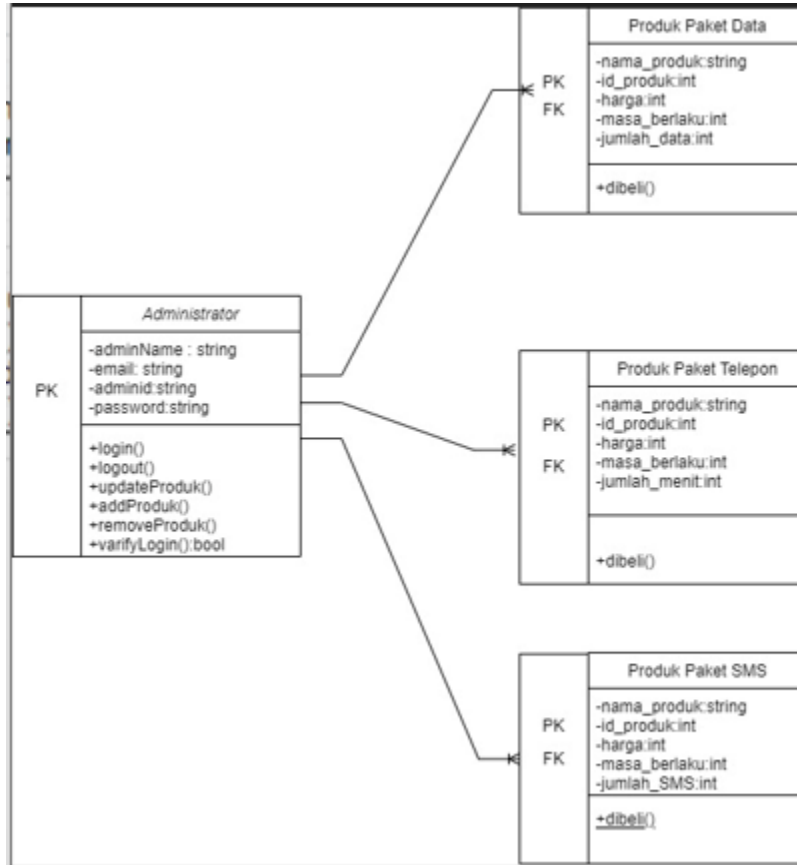 Produk Paket Data
PK
FK
-nama_produk:string
-id_produk:int
-harga:int
-masa_berlaku:int
-jumlah_data:int
+dibeli()
Administrator
PK
-adminName : string
-email: string
-adminid:string
-password:string
+login()
+logout()
+updateProduk()
+addProduk()
+removeProduk()
+varifyLogin():bool
Produk Paket Telepon
PK
FK
-nama_produk:string
-id_produk:int
-harga:int
-masa_berlaku:int
-jumlah_menit:int
+dibeli()
Produk Paket SMS
PK
FK
-nama_produk:string
-id_produk:int
-harga:int
-masa_berlaku:int
-jumlah_SMS:int
+dibeli()